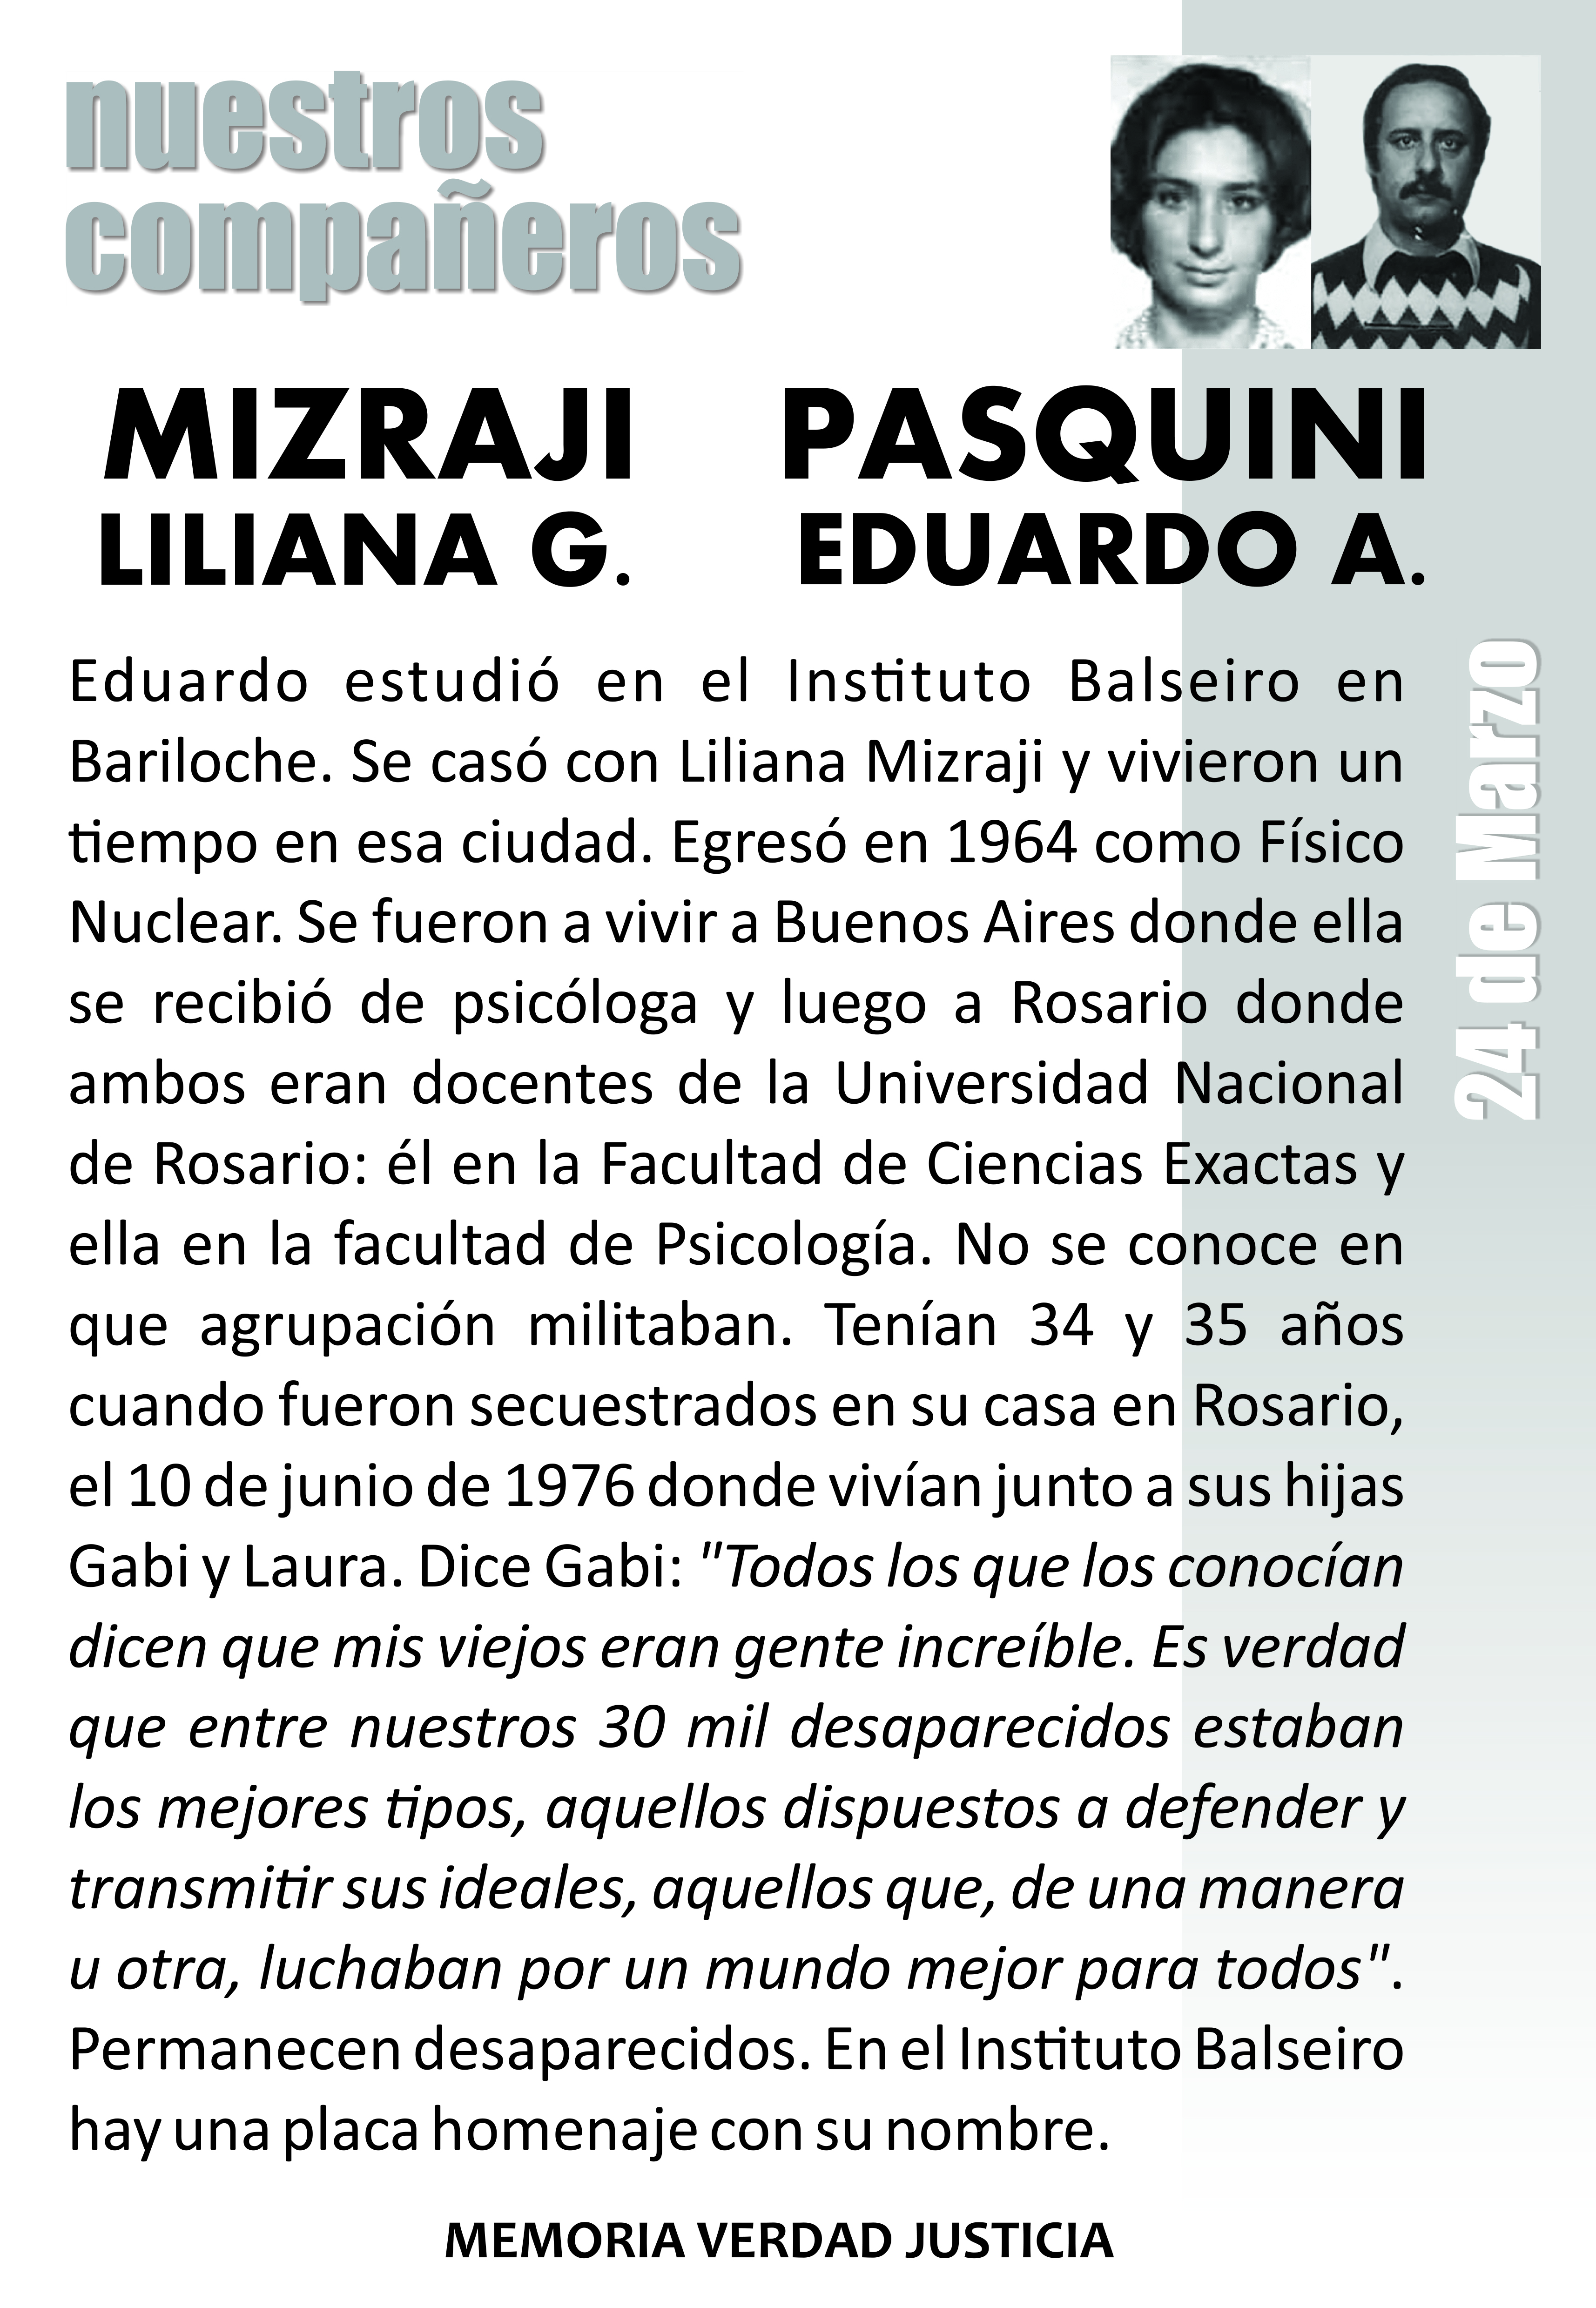 nuestros
compañeros
MIZRAJI PASQUINI
LILIANA G. EDUARDO A.
Eduardo estudió en el Instituto Balseiro en
Bariloche. Se casó con Liliana Mizraji y vivieron un
tiempo en esa ciudad. Egresó en 1964 como Físico
Nuclear. Se fueron a vivir a Buenos Aires donde ella
se recibió de psicóloga y luego a Rosario donde
ambos eran docentes de la Universidad Nacional
de Rosario: él en la Facultad de Ciencias Exactas y
ella en la facultad de Psicología. No se conoce en
que agrupación militaban. Tenían 34 y 35 años
cuando fueron secuestrados en su casa en Rosario,
el 10 de junio de 1976 donde vivían junto a sus hijas
Gabi y Laura. Dice Gabi: "Todos los que los conocían
dicen que mis viejos eran gente increíble. Es verdad
que entre nuestros 30 mil desaparecidos estaban
los mejores tipos, aquellos dispuestos a defender y
transmitir sus ideales, aquellos que, de una manera
u otra, luchaban por un mundo mejor para todos".
Permanecen desaparecidos. En el Instituto Balseiro
hay una placa homenaje con su nombre.
24 de Marzo
MEMORIA VERDAD JUSTICIA